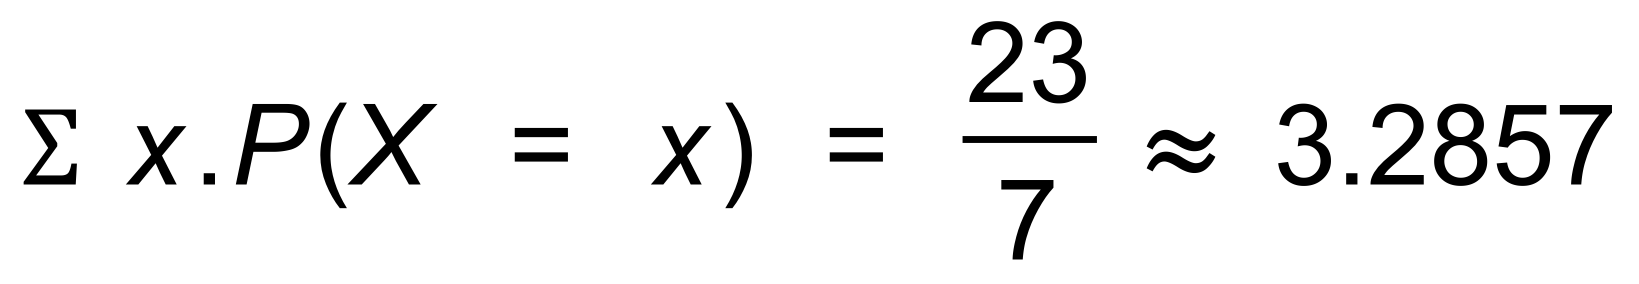 Σ x.P(X = x) = 23/7 ≈ 3.2857